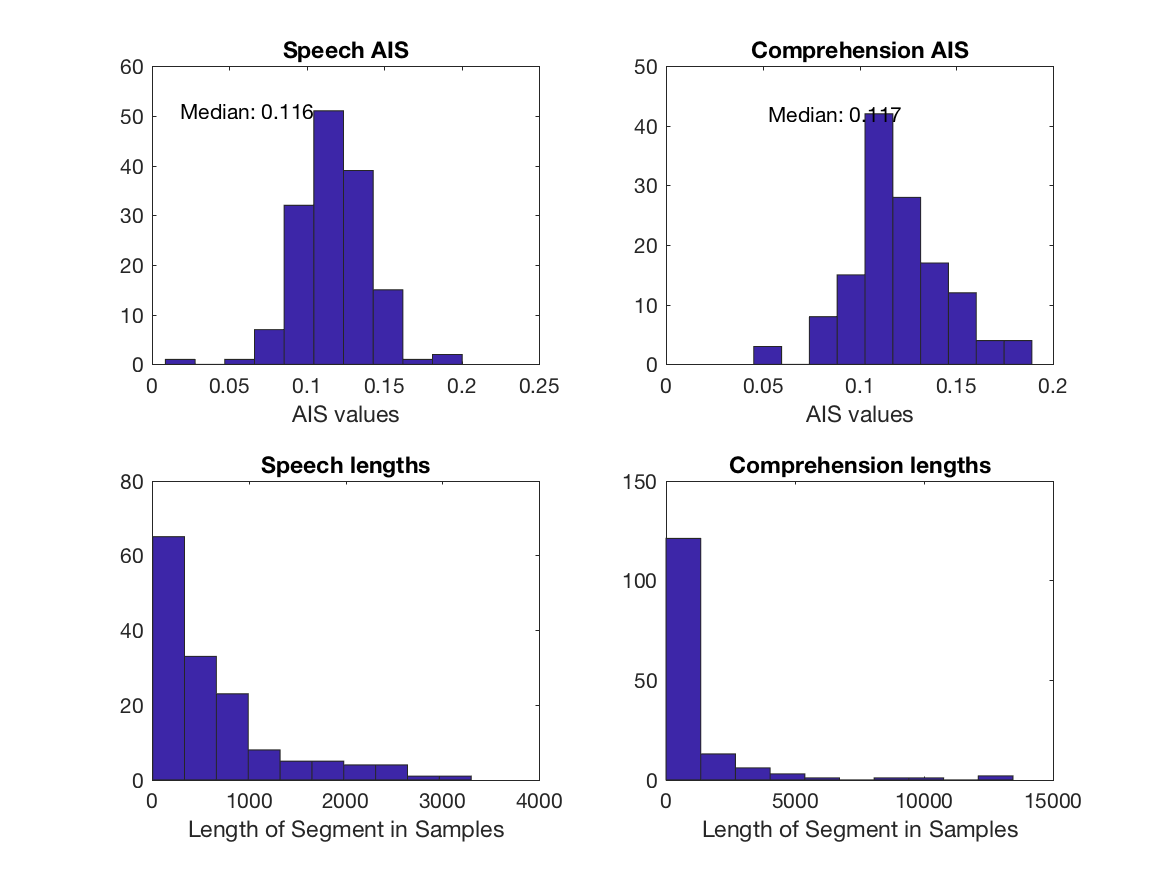 Speech AIS
60
50
40
30
20
10
0
Median: 0.116
0 0.05 0.1 0.15 0.2 0.25
AIS values
Comprehension AIS
50
40
30
20
10
0
Median: 0.117
0 0.05 0.1 0.15 0.2
AIS values
Speech lengths
80
60
40
20
0
0 1000 2000 3000 4000
Length of Segment in Samples
Comprehension lengths
150
100
50
0
0 5000 10000 15000
Length of Segment in Samples